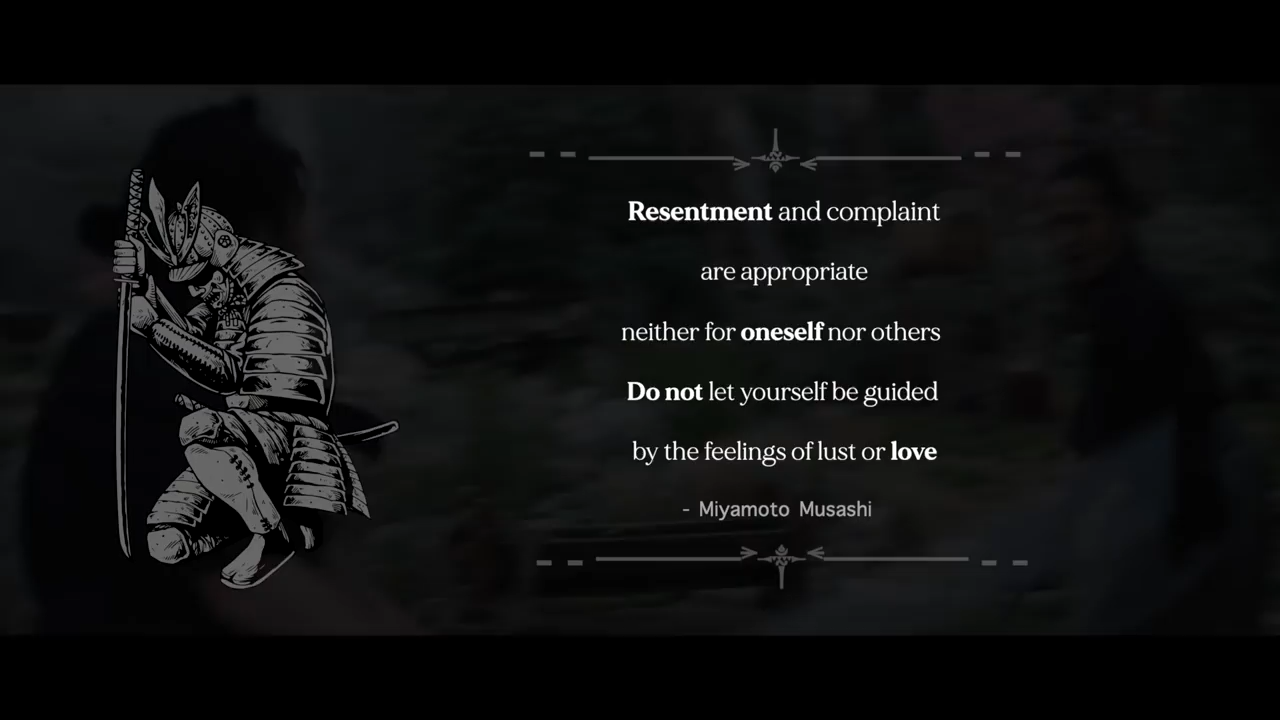 Resentment and complaint
are appropriate
neither for oneself nor others
Do not let yourself be guided
by the feelings of lust or love
- Miyamoto Musashi